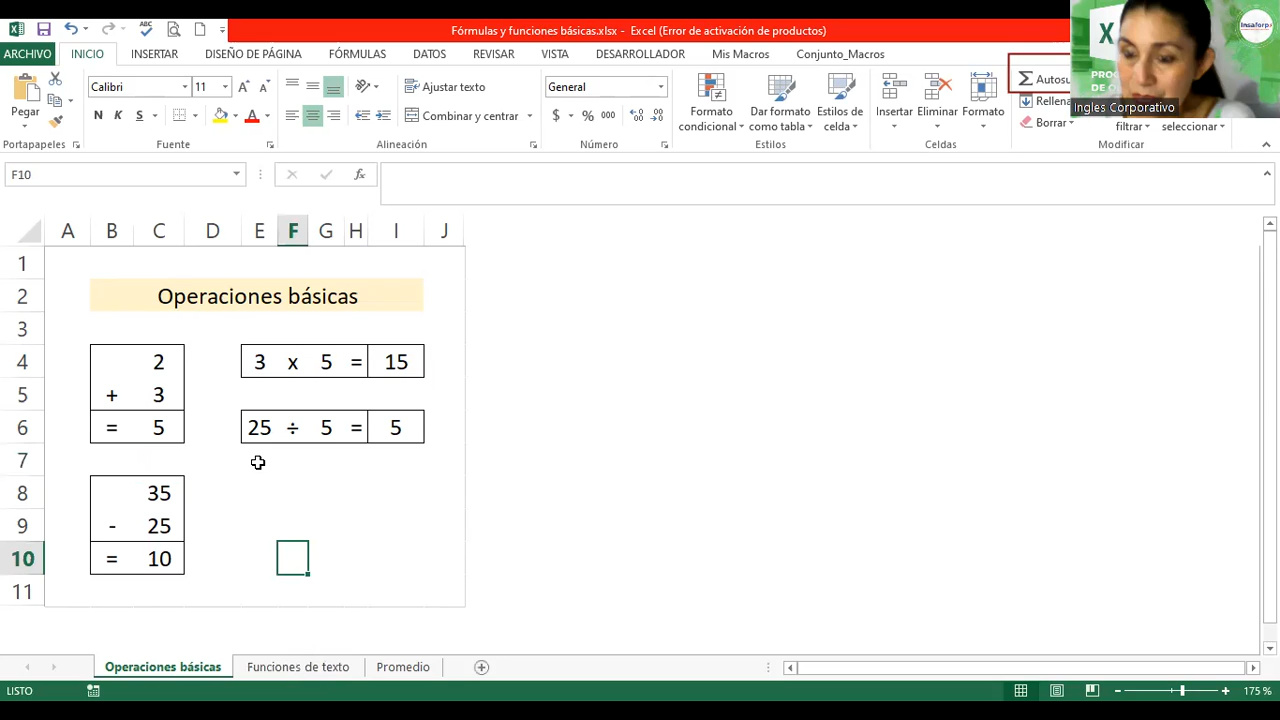 Fórmulas y funciones básicas.xlsx - Excel (Error de activación de productos)
ARCHIVO INICIO INSERTAR DISEÑO DE PÁGINA FÓRMULAS DATOS REVISAR VISTA DESARROLLADOR Mis Macros Conjunto_Macros
Insaforp
Pegar
Calibri 11
N K S
Ajustar texto
Combinar y centrar
General
$ % 000
Formato condicional
Dar formato como tabla
Estilos de celda
Insertar
Eliminar
Formato
Σ Autosu
Rellena
Borrar
filtrar
seleccionar
Ingles Corporativo
Portapapeles Fuente Alineación Número Estilos Celdas Modificar
F10
fx
A B C D E F G H I J
1
2 Operaciones básicas
3
4 2 3 x 5 = 15
5 + 3
6 = 5 25 ÷ 5 = 5
7
8 35
9 - 25
10 = 10
11
Operaciones básicas Funciones de texto Promedio
LISTO
175 %